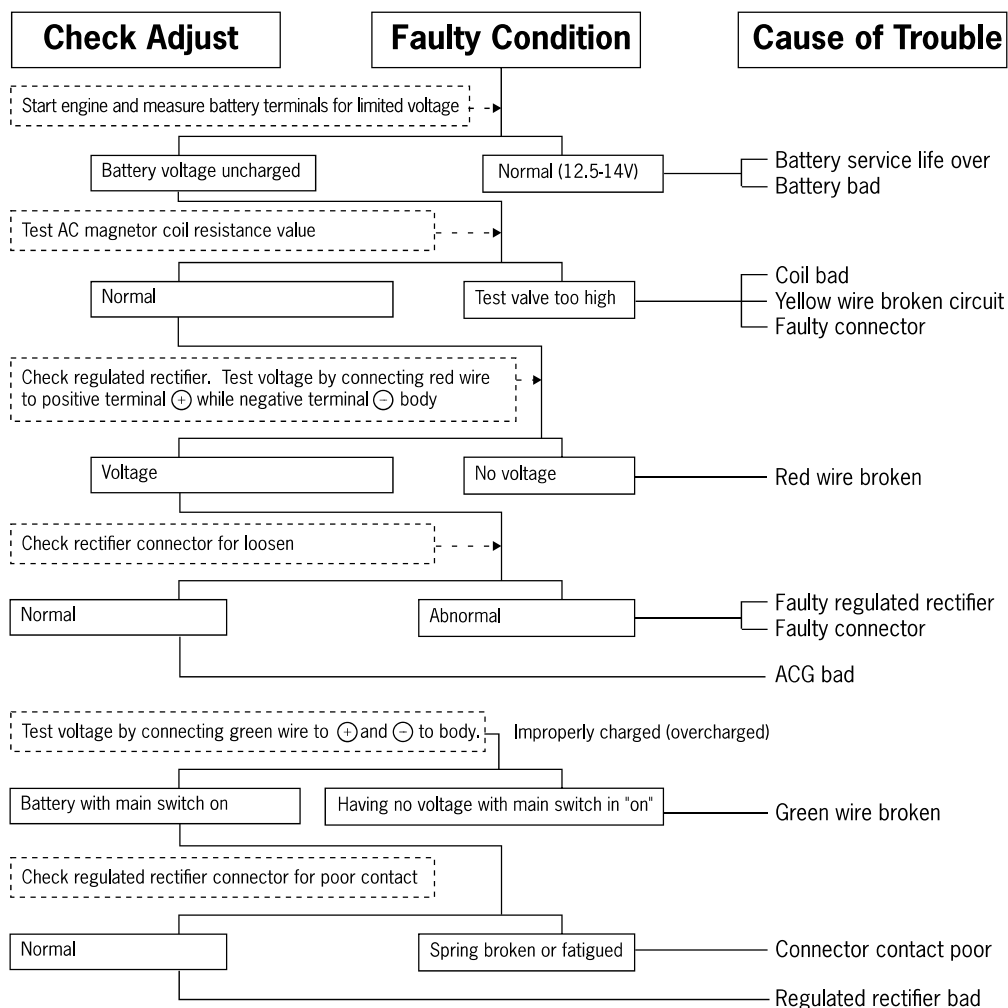 Check Adjust
Faulty Condition
Cause of Trouble
Start engine and measure battery terminals for limited voltage
Battery voltage uncharged
Normal (12.5-14V)
Battery service life over
Battery bad
Test AC magnetor coil resistance value
Normal
Test valve too high
Coil bad
Yellow wire broken circuit
Faulty connector
Check regulated rectifier. Test voltage by connecting red wire
to positive terminal ⊕ while negative terminal ⊖ body
Voltage
No voltage
Red wire broken
Check rectifier connector for loosen
Normal
Abnormal
Faulty regulated rectifier
Faulty connector
ACG bad
Test voltage by connecting green wire to ⊕ and ⊖ to body.
Improperly charged (overcharged)
Battery with main switch on
Having no voltage with main switch in "on"
Green wire broken
Check regulated rectifier connector for poor contact
Normal
Spring broken or fatigued
Connector contact poor
Regulated rectifier bad